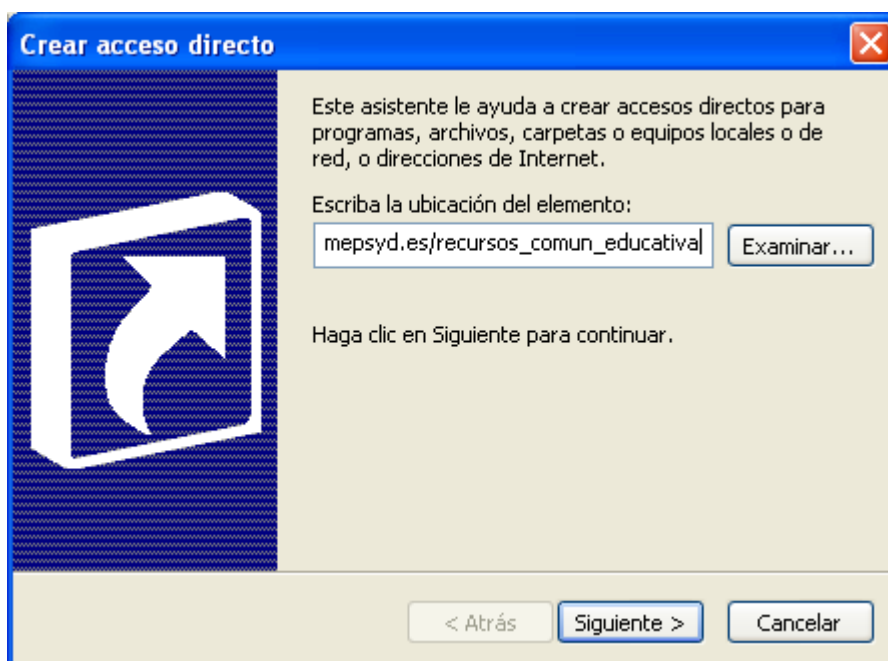 Crear acceso directo
Este asistente le ayuda a crear accesos directos para
programas, archivos, carpetas o equipos locales o de
red, o direcciones de Internet.
Escriba la ubicación del elemento:
mepsyd.es/recursos_comun_educativa
Examinar...
Haga clic en Siguiente para continuar.
< Atrás
Siguiente >
Cancelar